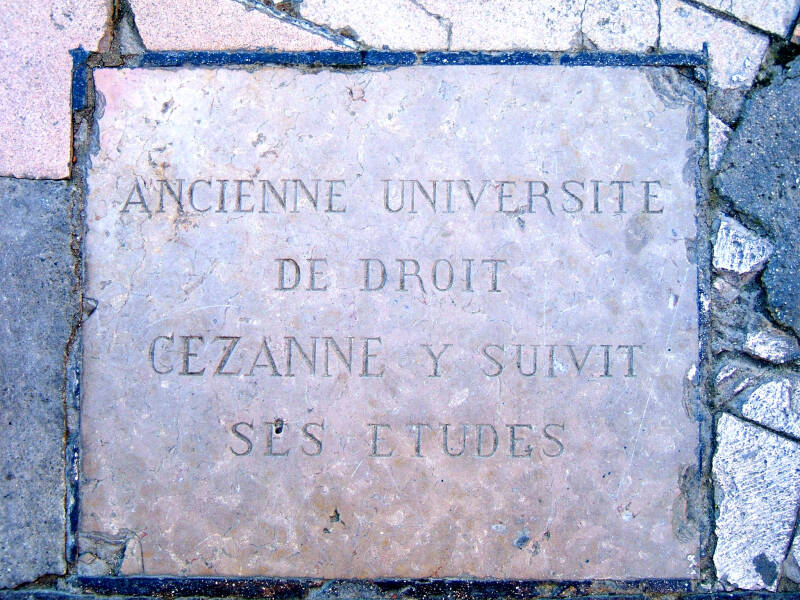 ANCIENNE UNIVERSITE
DE DROIT
CEZANNE Y SUIVIT
SES ETUDES